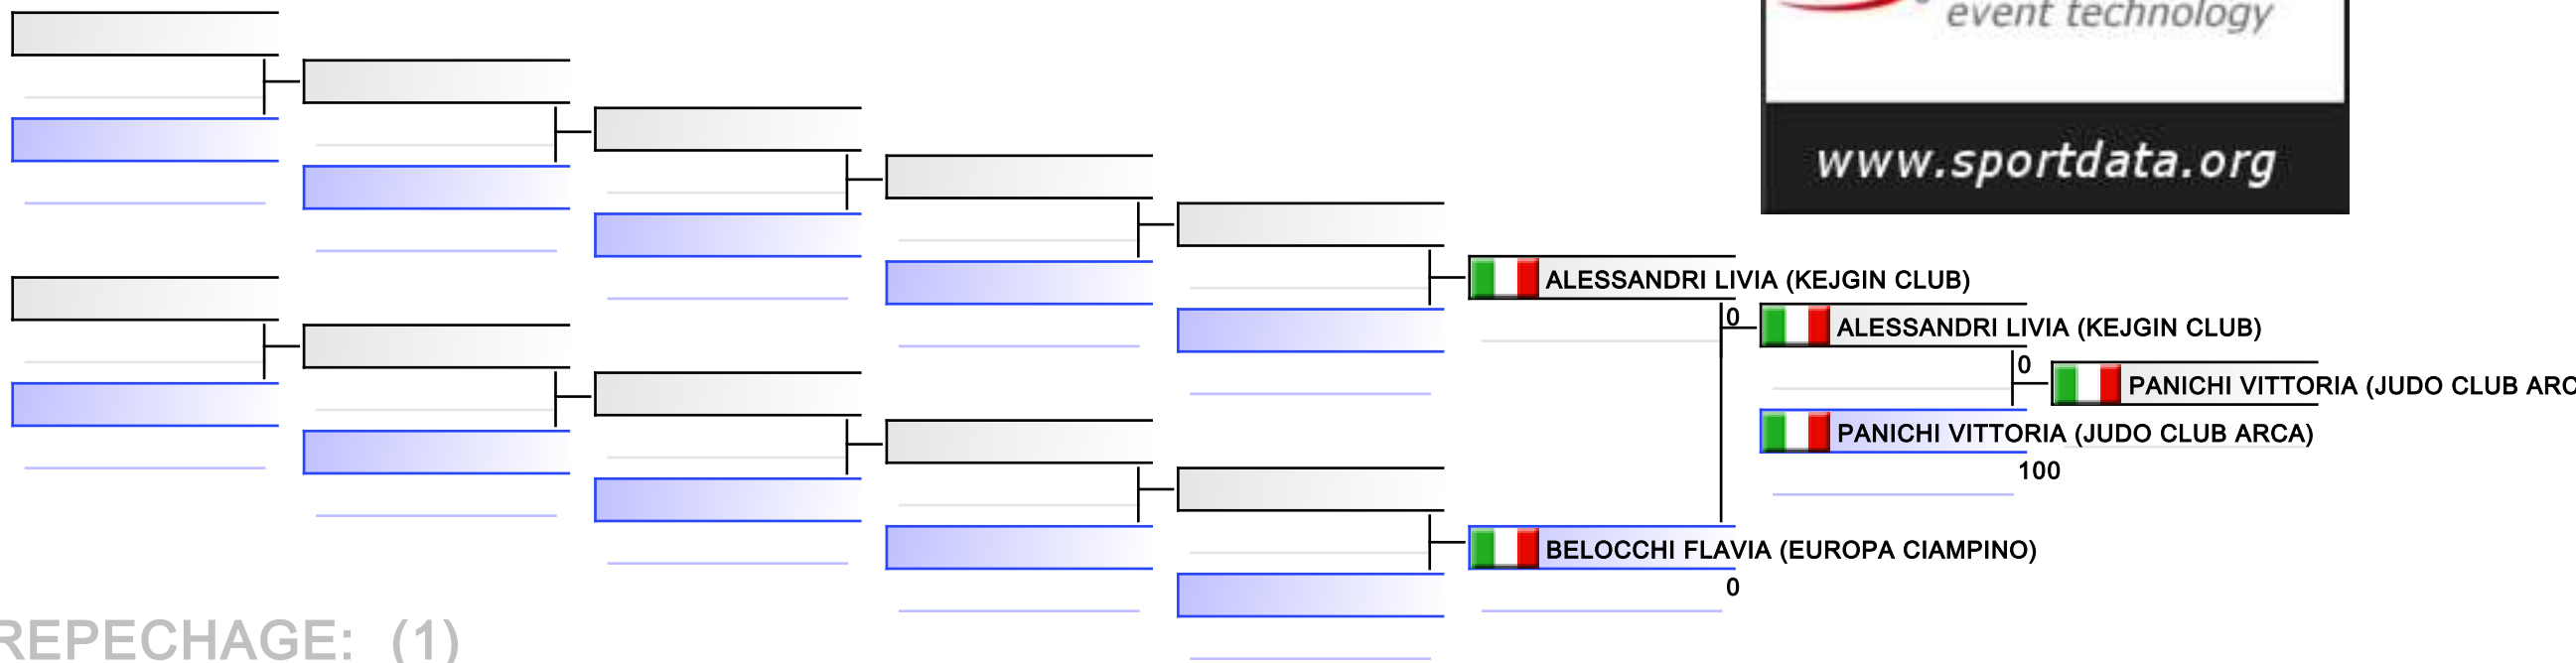 event technology
www.sportdata.org
ALESSANDRI LIVIA (KEJGIN CLUB)
0
ALESSANDRI LIVIA (KEJGIN CLUB)
0
PANICHI VITTORIA (JUDO CLUB ARC
PANICHI VITTORIA (JUDO CLUB ARCA)
100
BELOCCHI FLAVIA (EUROPA CIAMPINO)
0
REPECHAGE: (1)